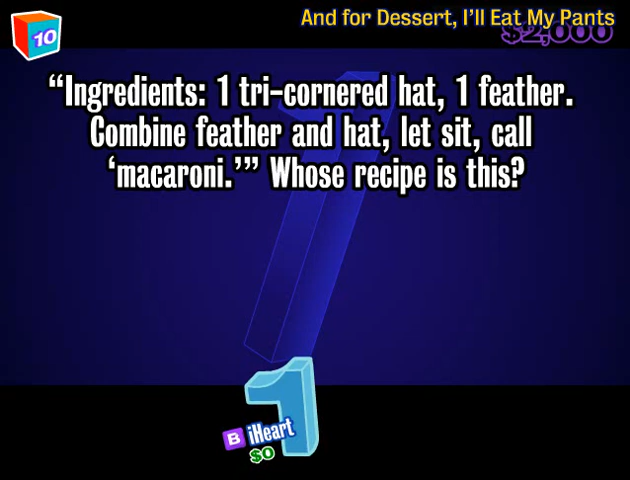 10
And for Dessert, I'll Eat My Pants
$2,000
“Ingredients: 1 tri-cornered hat, 1 feather.
Combine feather and hat, let sit, call
‘macaroni.’” Whose recipe is this?
1
B iHeart
$0